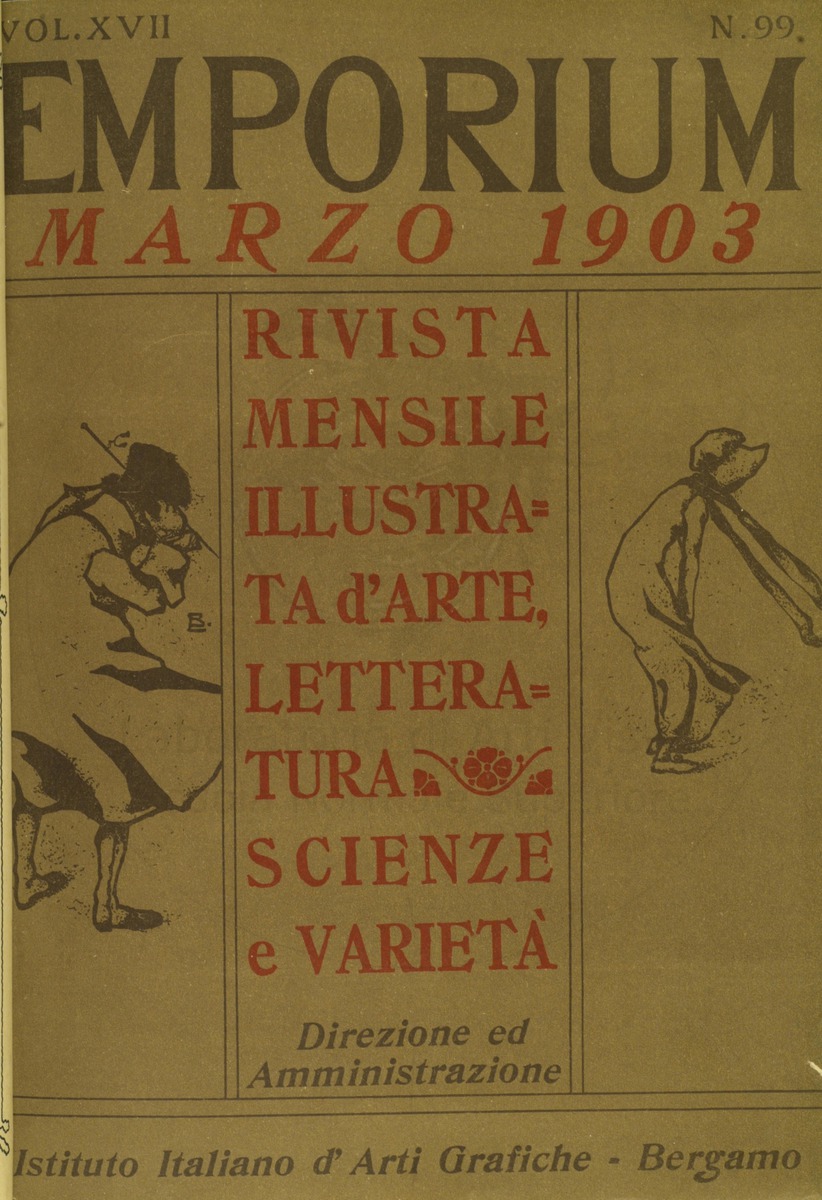 VOL.XVII N.99.
EMPORIUM
MARZO 1903
RIVISTA
MENSILE
ILLUSTRA=
TA d'ARTE,
LETTERA=
TURA
SCIENZE
e VARIETÀ
B.
Direzione ed
Amministrazione
Istituto Italiano d'Arti Grafiche - Bergamo